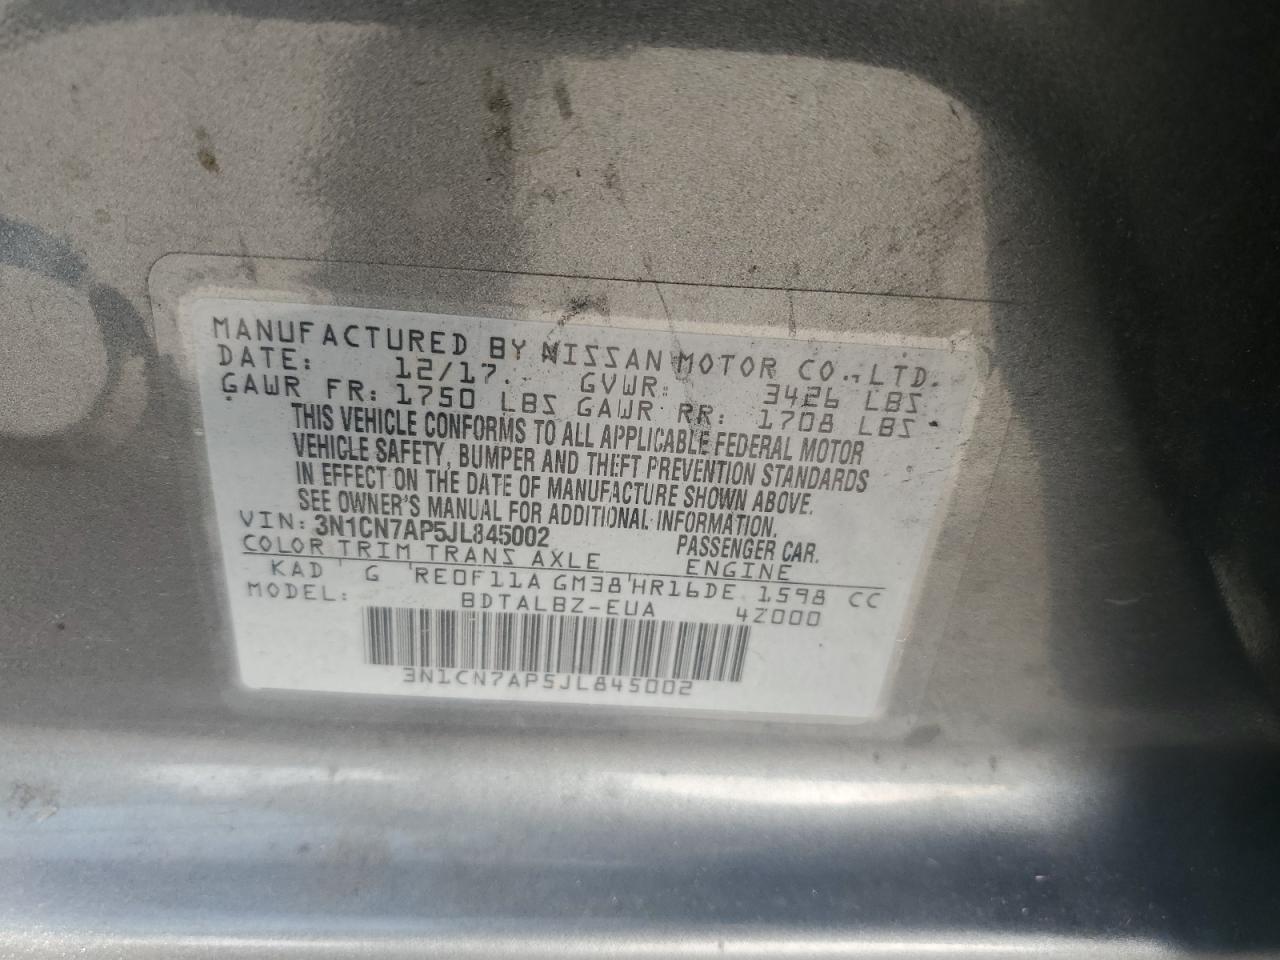 MANUFACTURED BY NISSAN MOTOR CO., LTD.
DATE: 12/17 GVWR: 3426 LBS
GAWR FR: 1750 LBS GAWR RR: 1708 LBS
THIS VEHICLE CONFORMS TO ALL APPLICABLE FEDERAL MOTOR
VEHICLE SAFETY, BUMPER AND THEFT PREVENTION STANDARDS
IN EFFECT ON THE DATE OF MANUFACTURE SHOWN ABOVE.
SEE OWNER'S MANUAL FOR ADDITIONAL INFORMATION.
VIN: 3N1CN7AP5JL845002 PASSENGER CAR.
COLOR TRIM TRANS AXLE ENGINE
KAD G RE0F11A GM38 HR16DE 1598 CC
MODEL: BDTALBZ-EUA 4Z000
3N1CN7AP5JL845002